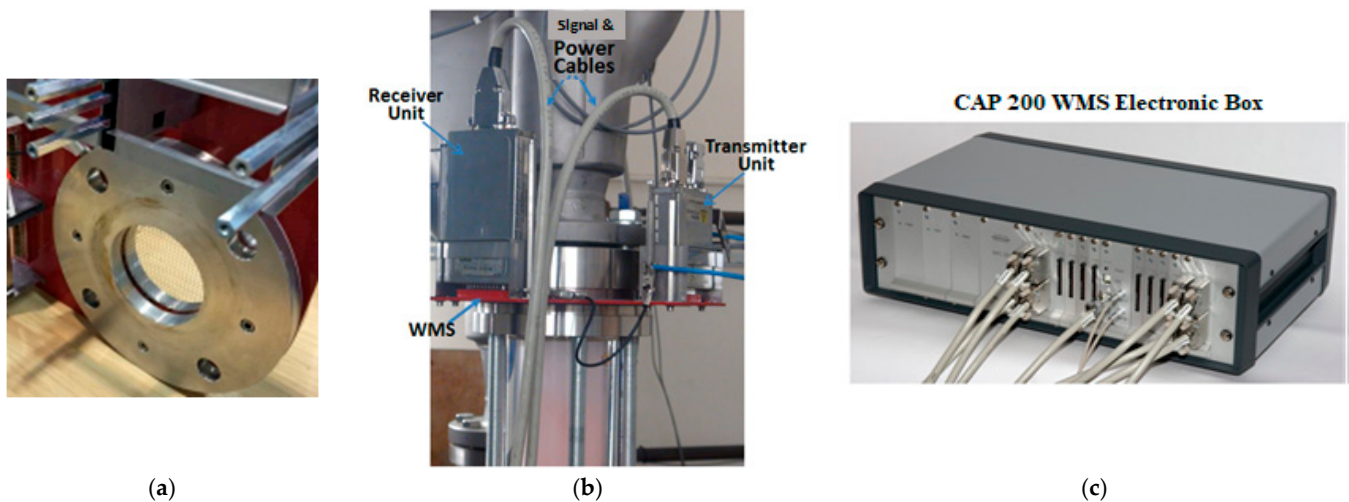 Signal &
Power
Cables
Receiver
Unit
Transmitter
Unit
WMS
CAP 200 WMS Electronic Box
(a)
(b)
(c)